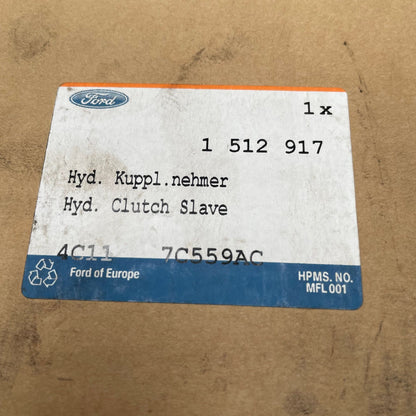 Ford
1 x
1 512 917
Hyd. Kuppl.nehmer
Hyd. Clutch Slave
4C11 7C559AC
Ford of Europe
HPMS. NO.
MFL 001